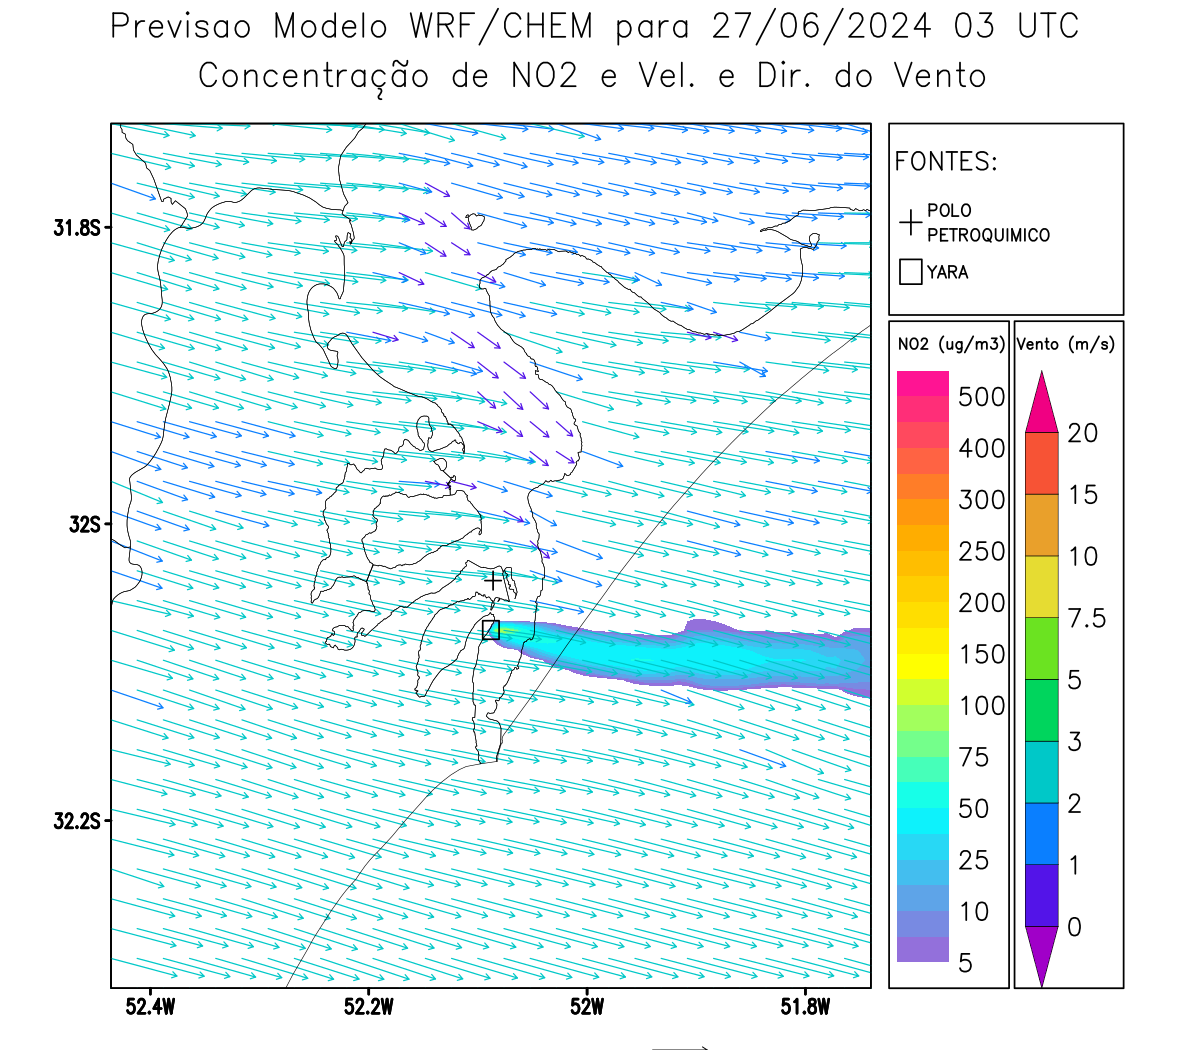 Previsao Modelo WRF/CHEM para 27/06/2024 03 UTC
Concentração de NO2 e Vel. e Dir. do Vento
FONTES:
POLO
PETROQUIMICO
YARA
NO2 (ug/m3)
500
400
300
250
200
150
100
75
50
25
10
5
Vento (m/s)
20
15
10
7.5
5
3
2
1
0
31.8S
32S
32.2S
52.4W
52.2W
52W
51.8W